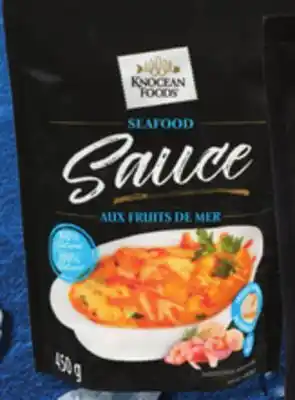 KNOCEAN
FOODS
SEAFOOD
Sauce
AUX FRUITS DE MER
450 g